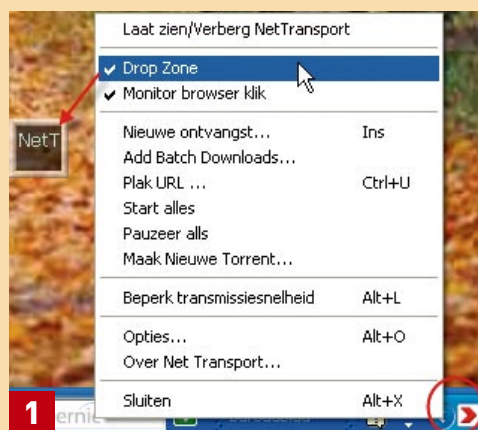 Laat zien/Verberg NetTransport
Drop Zone
Monitor browser klik
NetT
Nieuwe ontvangst... Ins
Add Batch Downloads...
Plak URL ... Ctrl+U
Start alles
Pauzeer alls
Maak Nieuwe Torrent...
Beperk transmissiesnelheid Alt+L
Opties... Alt+O
Over Net Transport...
Sluiten Alt+X
1